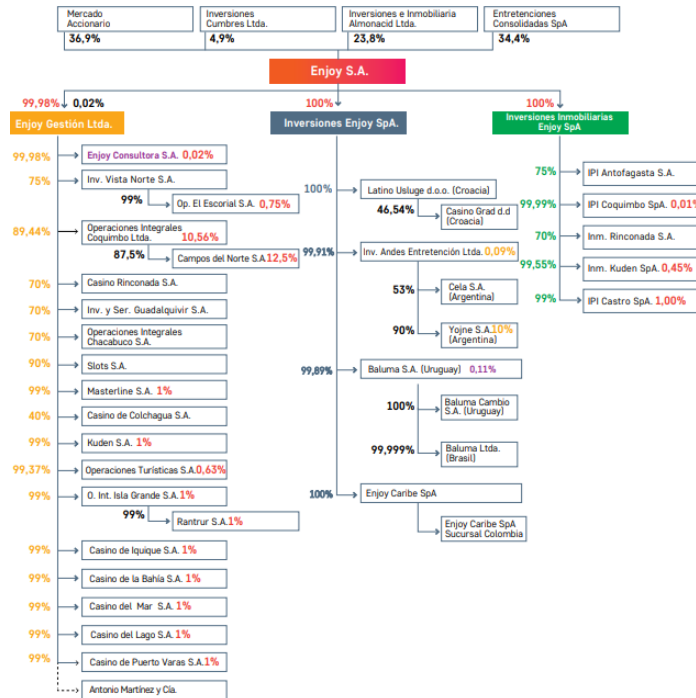 Mercado
Accionario
36,9%
Inversiones
Cumbres Ltda.
4,9%
Inversiones e Inmobiliaria
Almonacid Ltda.
23,8%
Entretenciones
Consolidadas SpA
34,4%
Enjoy S.A.
99,98% 0,02%
Enjoy Gestión Ltda.
99,98%
Enjoy Consultora S.A. 0,02%
75%
Inv. Vista Norte S.A.
99%
Op. El Escorial S.A. 0,75%
89,44%
Operaciones Integrales
Coquimbo Ltda. 10,56%
87,5%
Campos del Norte S.A 12,5%
70%
Casino Rinconada S.A.
70%
Inv. y Ser. Guadalquivir S.A.
70%
Operaciones Integrales
Chacabuco S.A.
90%
Slots S.A.
99%
Masterline S.A. 1%
40%
Casino de Colchagua S.A.
99%
Kuden S.A. 1%
99,37%
Operaciones Turísticas S.A.0,63%
99%
O. Int. Isla Grande S.A.1%
99%
Rantrur S.A.1%
99%
Casino de Iquique S.A. 1%
99%
Casino de la Bahía S.A. 1%
99%
Casino del Mar S.A. 1%
99%
Casino del Lago S.A. 1%
99%
Casino de Puerto Varas S.A.1%
Antonio Martínez y Cía.
100%
Inversiones Enjoy SpA.
100%
Latino Usluge d.o.o. (Croacia)
46,54%
Casino Grad d.d
(Croacia)
99,91%
Inv. Andes Entretención Ltda. 0,09%
53%
Cela S.A.
(Argentina)
90%
Yojne S.A.10%
(Argentina)
99,89%
Baluma S.A. (Uruguay) 0,11%
100%
Baluma Cambio
S.A. (Uruguay)
99,999%
Baluma Ltda.
(Brasil)
100%
Enjoy Caribe SpA
Enjoy Caribe SpA
Sucursal Colombia
100%
Inversiones Inmobiliarias
Enjoy SpA
75%
IPI Antofagasta S.A.
99,99%
IPI Coquimbo SpA. 0,01%
70%
Inm. Rinconada S.A.
99,55%
Inm. Kuden SpA. 0,45%
99%
IPI Castro SpA. 1,00%